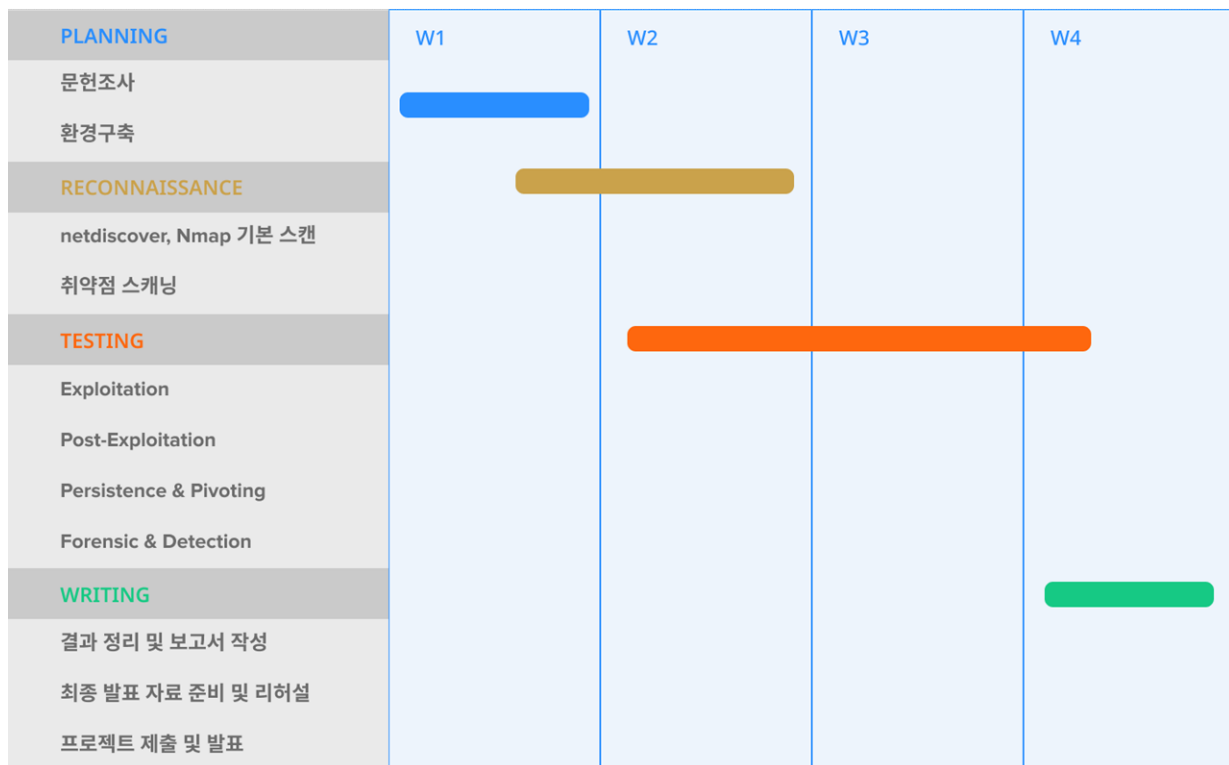 PLANNING
W1
W2
W3
W4
문헌조사
환경구축
RECONNAISSANCE
netdiscover, Nmap 기본 스캔
취약점 스캐닝
TESTING
Exploitation
Post-Exploitation
Persistence & Pivoting
Forensic & Detection
WRITING
결과 정리 및 보고서 작성
최종 발표 자료 준비 및 리허설
프로젝트 제출 및 발표